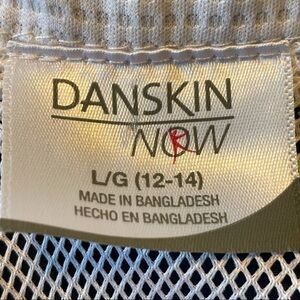 DANSKIN
NOW
L/G (12-14)
MADE IN BANGLADESH
HECHO EN BANGLADESH